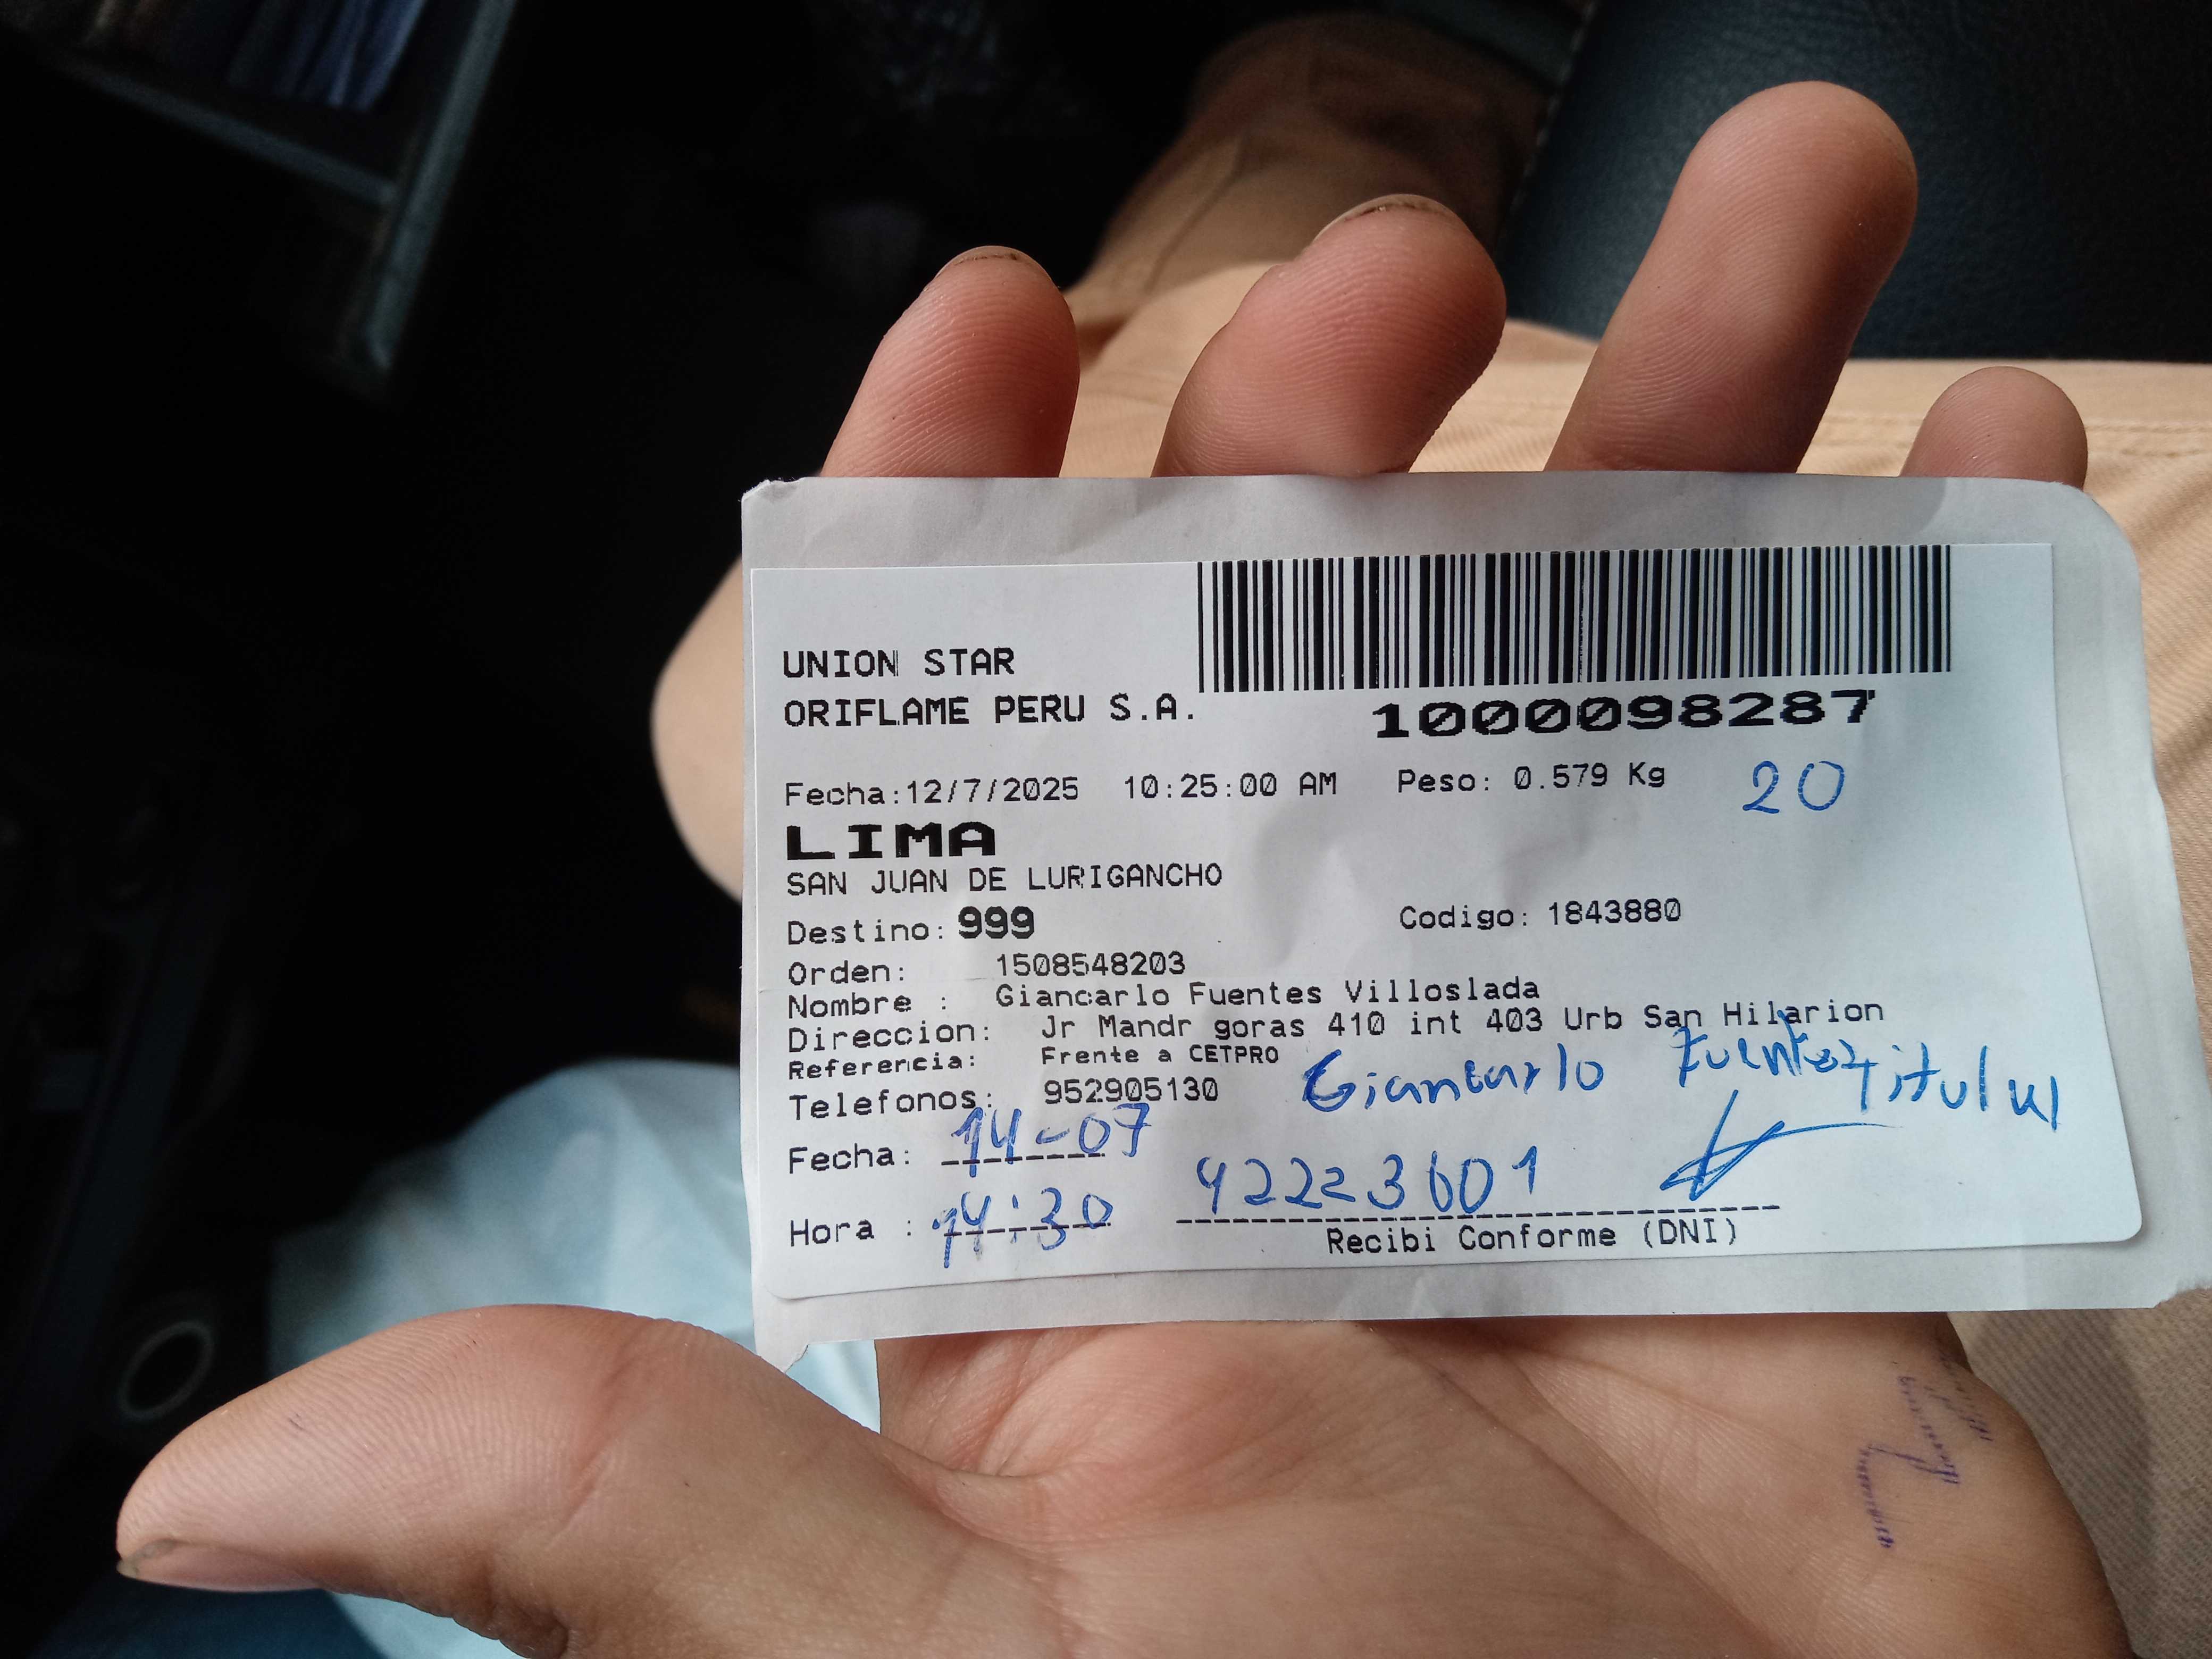 UNION STAR
ORIFLAME PERU S.A.
1000098287
Fecha:12/7/2025 10:25:00 AM Peso: 0.579 Kg 20
LIMA
SAN JUAN DE LURIGANCHO
Destino: 999 Codigo: 1843880
Orden: 1508548203
Nombre : Giancarlo Fuentes Villoslada
Direccion: Jr Mandr goras 410 int 403 Urb San Hilarion
Referencia: Frente a CETPRO
Telefonos: 952905130 Giancarlo Fuentes titular
Fecha: 14-07
Hora : 14:30 42223601
Recibi Conforme (DNI)